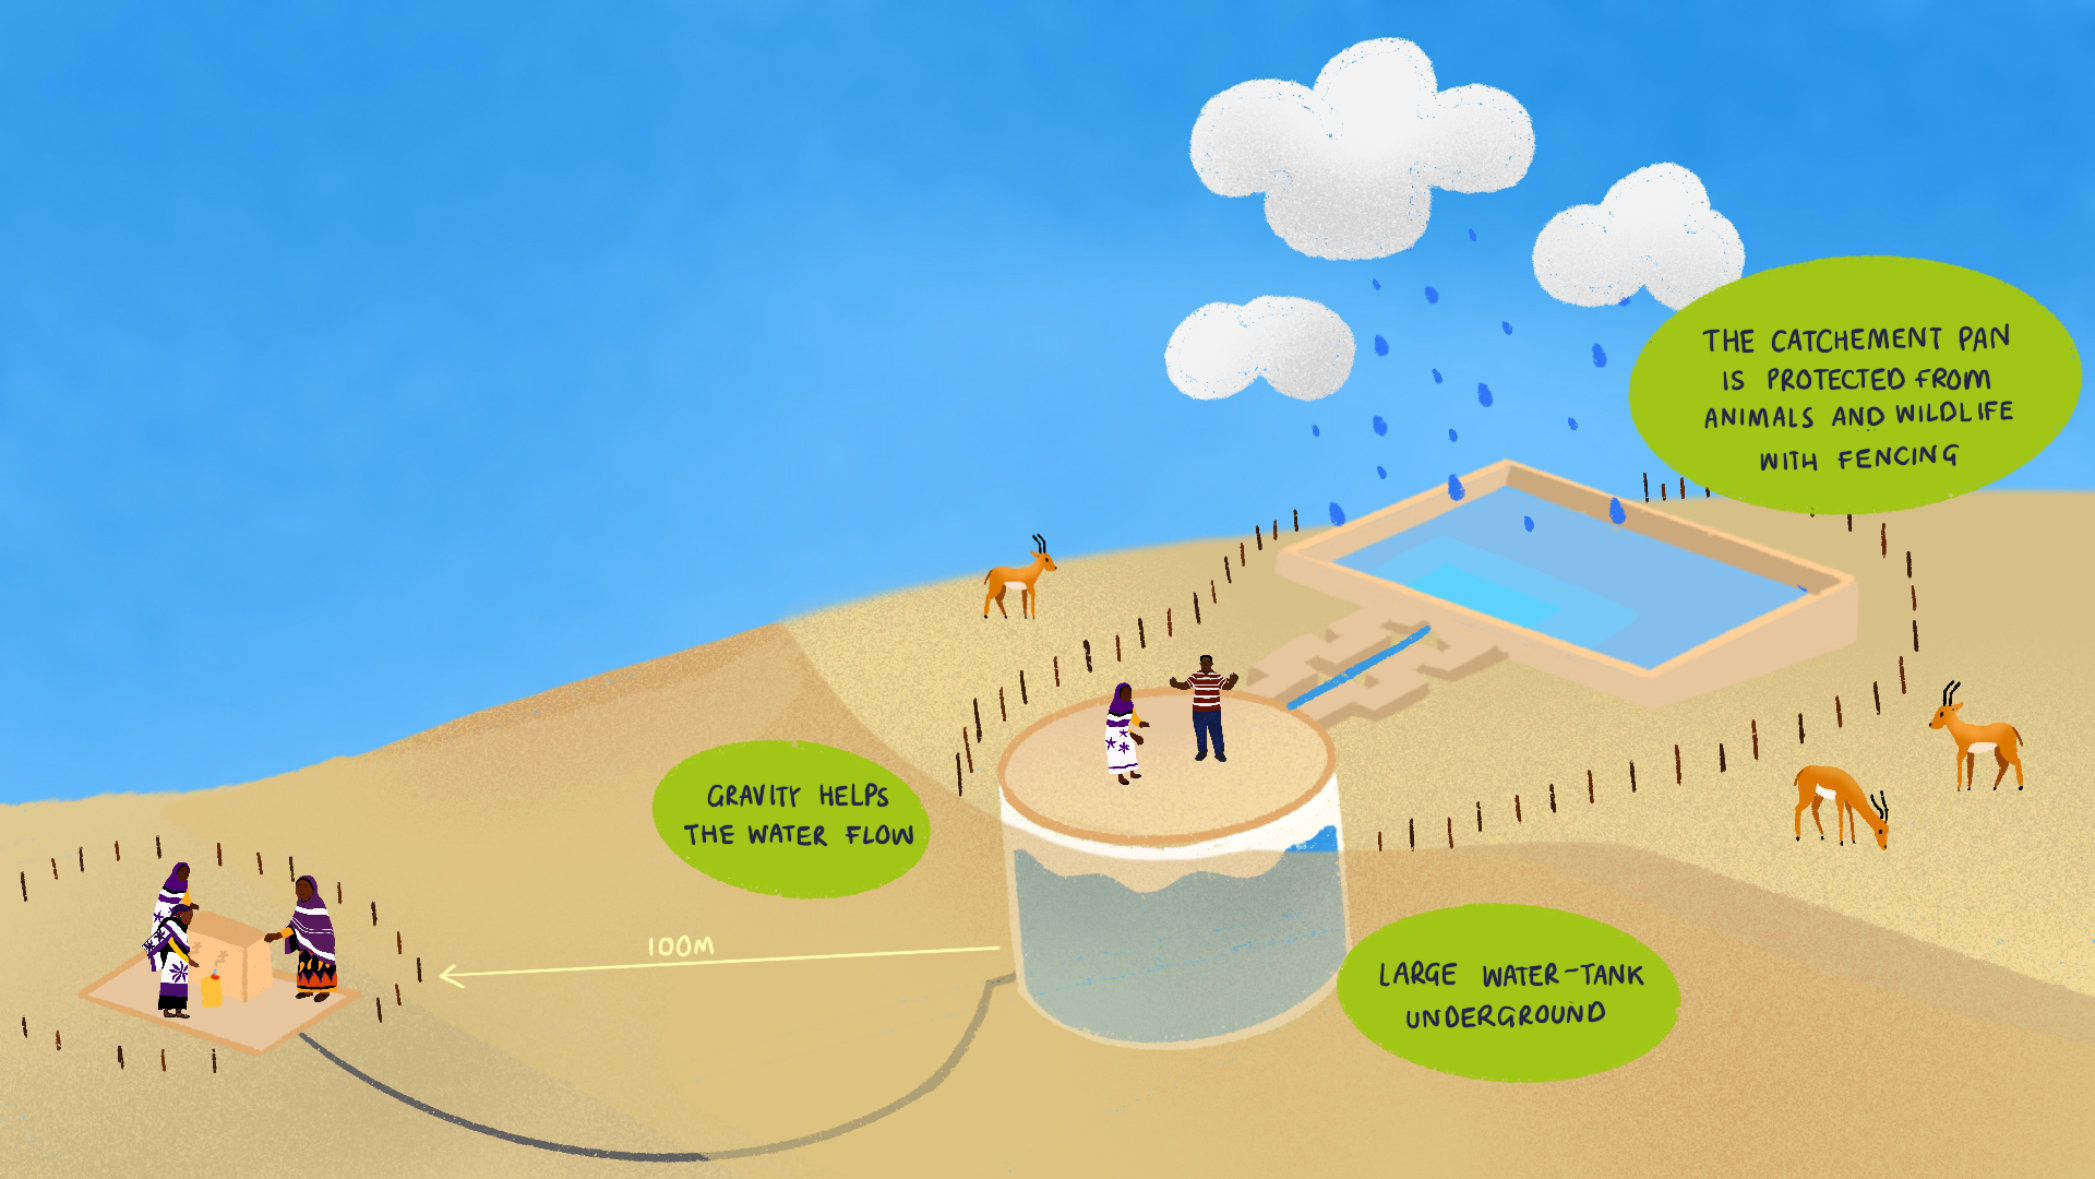 THE CATCHEMENT PAN
IS PROTECTED FROM
ANIMALS AND WILDLIFE
WITH FENCING
GRAVITY HELPS
THE WATER FLOW
100M
LARGE WATER-TANK
UNDERGROUND